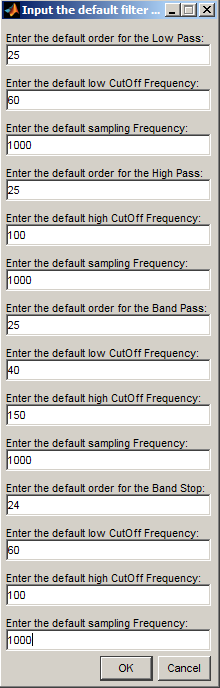 Input the default filter ...
Enter the default order for the Low Pass:
25
Enter the default low CutOff Frequency:
60
Enter the default sampling Frequency:
1000
Enter the default order for the High Pass:
25
Enter the default high CutOff Frequency:
100
Enter the default sampling Frequency:
1000
Enter the default order for the Band Pass:
25
Enter the default low CutOff Frequency:
40
Enter the default high CutOff Frequency:
150
Enter the default sampling Frequency:
1000
Enter the default order for the Band Stop:
24
Enter the default low CutOff Frequency:
60
Enter the default high CutOff Frequency:
100
Enter the default sampling Frequency:
1000
OK Cancel